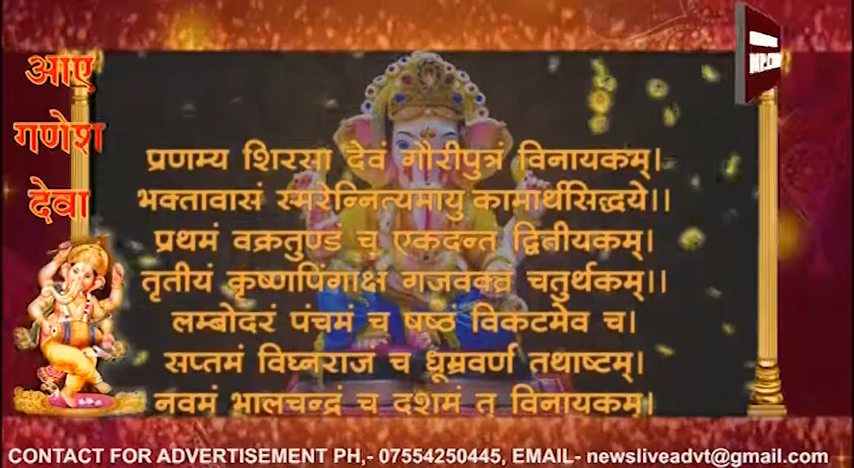 आए
गणेश
देवा
प्रणम्य शिरसा देवं गौरीपुत्रं विनायकम्।
भक्तावासं स्मरेन्नित्यमायु कामार्थसिद्धये।।
प्रथमं वक्रतुण्डं च एकदन्त द्वितीयकम्।
तृतीयं कृष्णपिंगाक्ष गजवक्त्र चतुर्थकम्।।
लम्बोदरं पंचमं च षष्ठ विकटमेव च।
सप्तमं विघ्नराज च धूम्रवर्ण तथाष्टम्।
नवमं भालचन्द्रं च दशमं त विनायकम्।
CONTACT FOR ADVERTISEMENT PH,- 07554250445, EMAIL- newsliveadvt@gmail.com